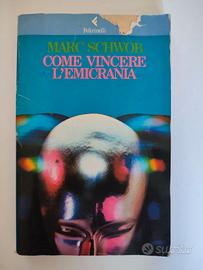 Feltrinelli
MARC SCHWOB
COME VINCERE
L'EMICRANIA
subito